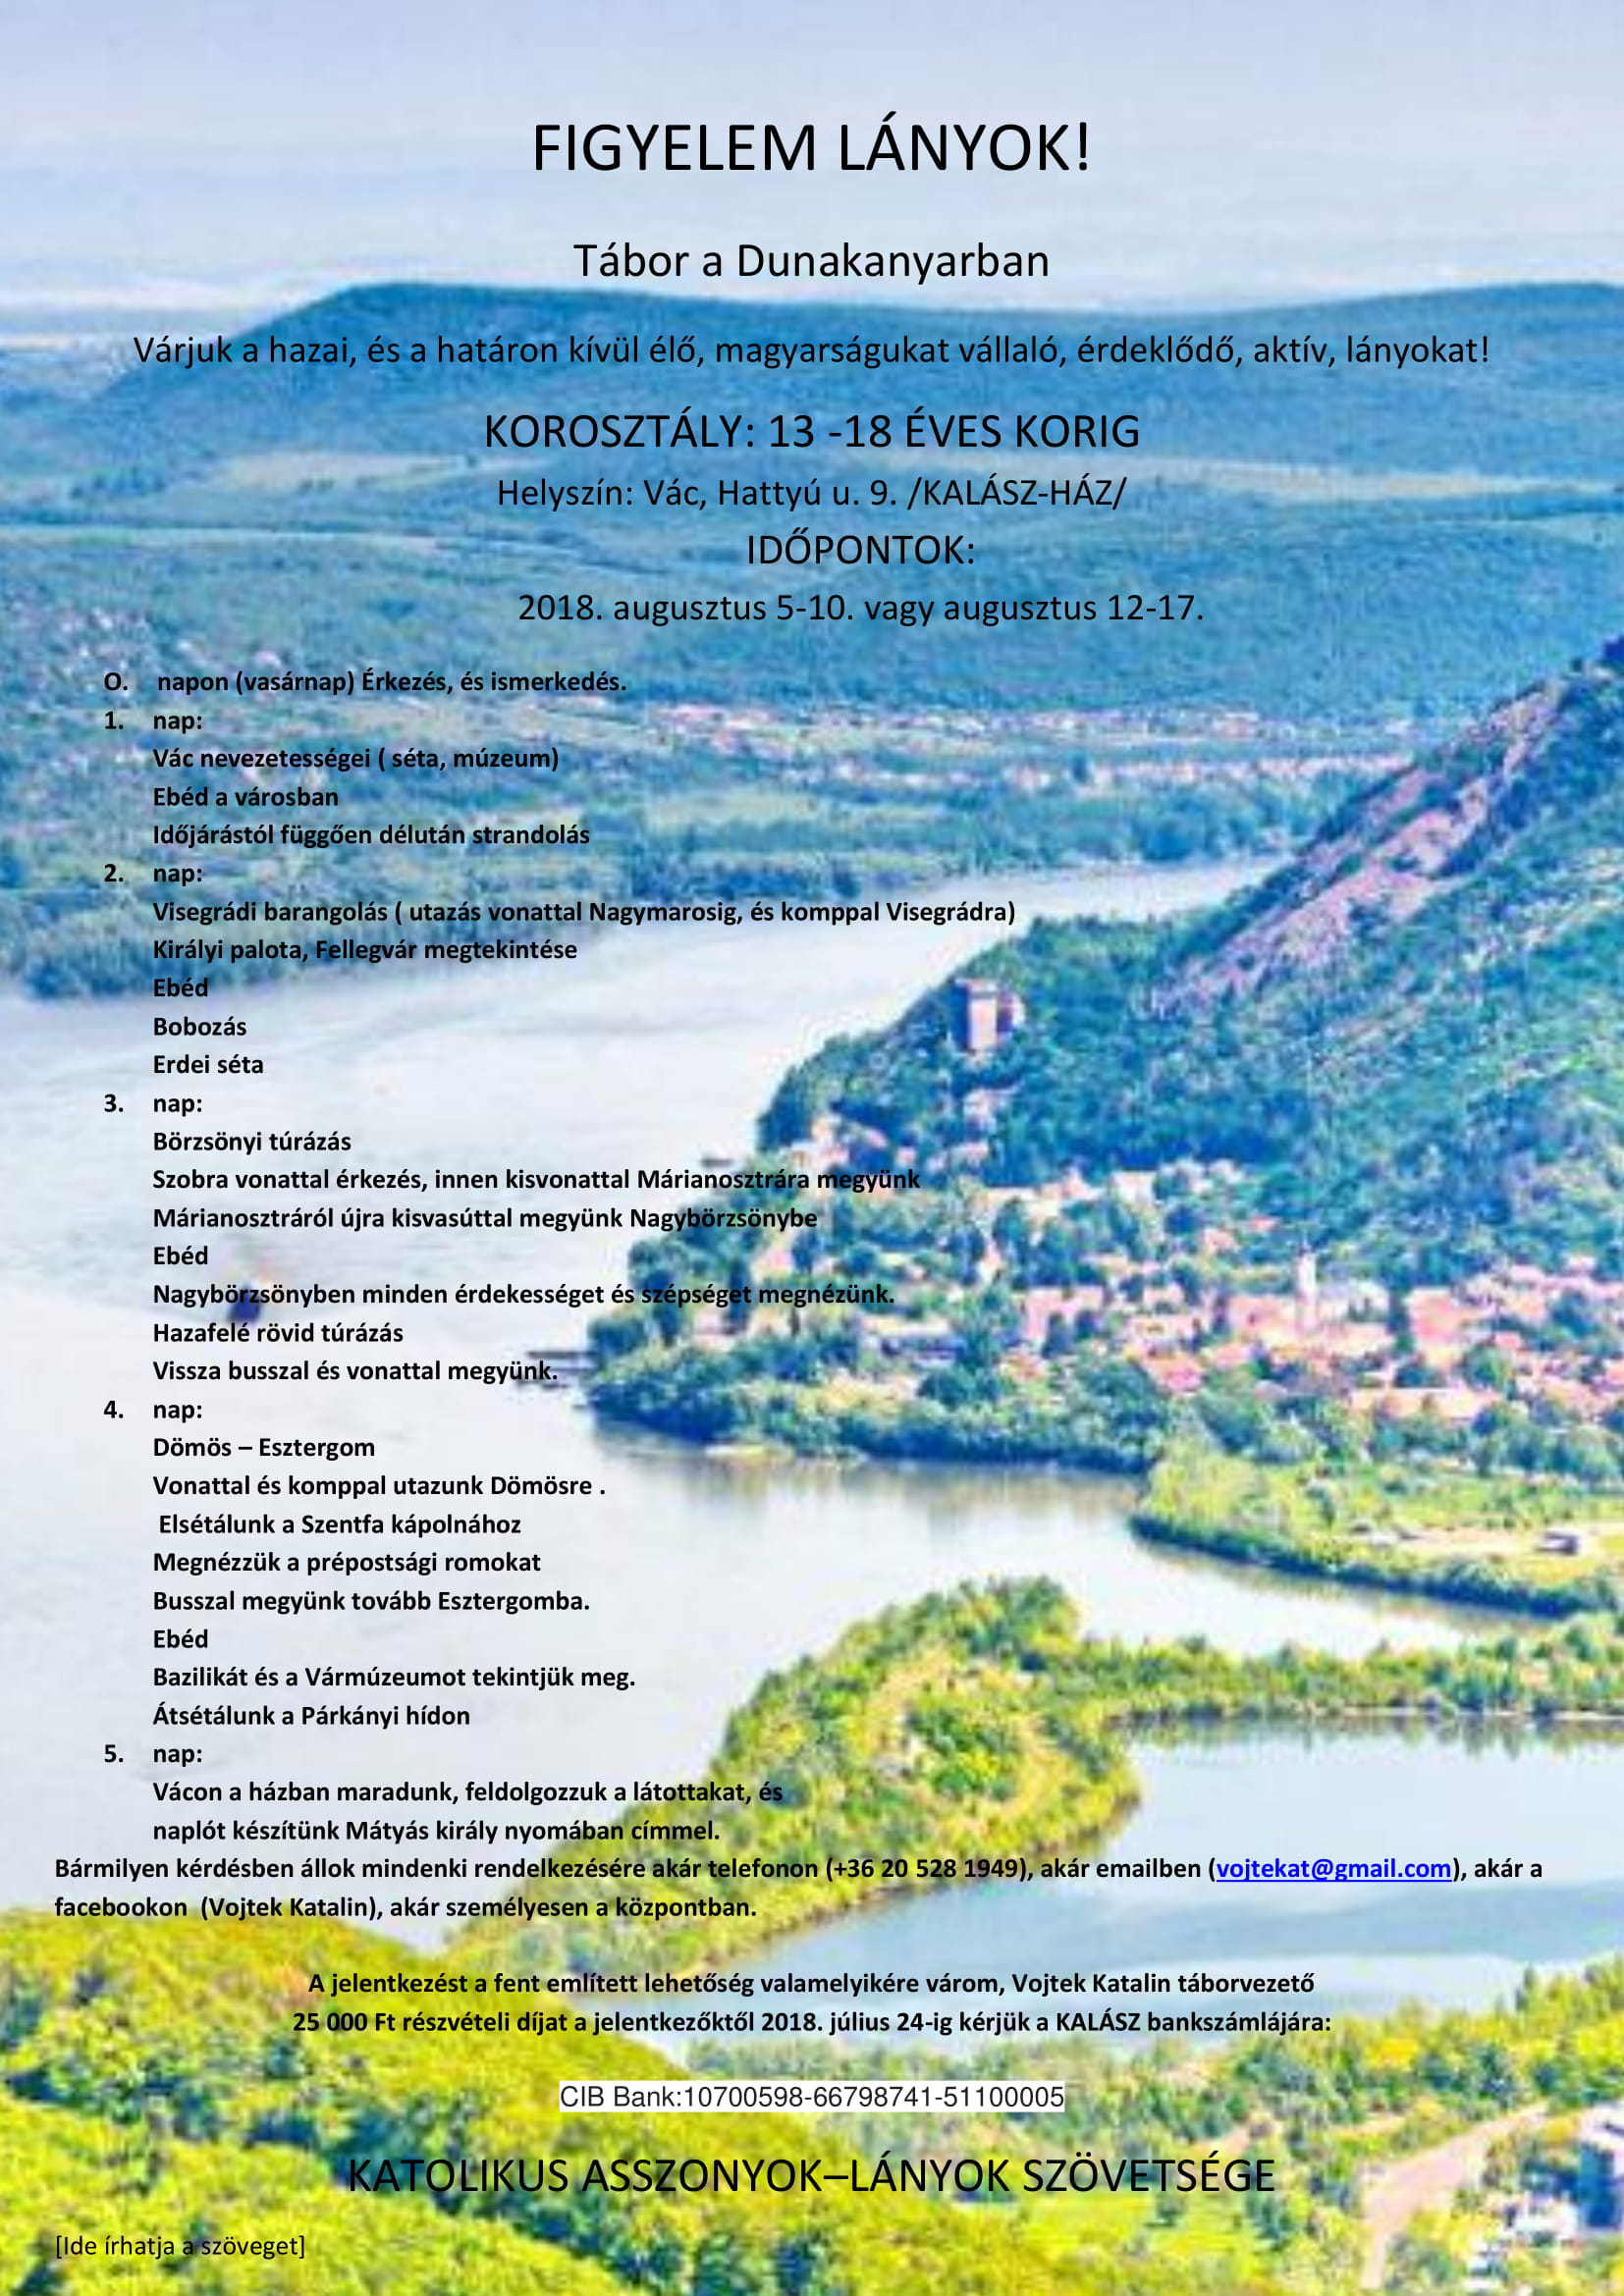 FIGYELEM LÁNYOK!
Tábor a Dunakanyarban
Várjuk a hazai, és a határon kívül élő, magyarságukat vállaló, érdeklődő, aktív, lányokat!
KOROSZTÁLY: 13 -18 ÉVES KORIG
Helyszín: Vác, Hattyú u. 9. /KALÁSZ-HÁZ/
IDŐPONTOK:
2018. augusztus 5-10. vagy augusztus 12-17.
O. napon (vasárnap) Érkezés, és ismerkedés.
1. nap:
Vác nevezetességei ( séta, múzeum)
Ebéd a városban
Időjárástól függően délután strandolás
2. nap:
Visegrádi barangolás ( utazás vonattal Nagymarosig, és komppal Visegrádra)
Királyi palota, Fellegvár megtekintése
Ebéd
Bobozás
Erdei séta
3. nap:
Börzsönyi túrázás
Szobra vonattal érkezés, innen kisvonattal Márianosztrára megyünk
Márianosztráról újra kisvasúttal megyünk Nagybörzsönybe
Ebéd
Nagybörzsönyben minden érdekességet és szépséget megnézünk.
Hazafelé rövid túrázás
Vissza busszal és vonattal megyünk.
4. nap:
Dömös – Esztergom
Vonattal és komppal utazunk Dömösre .
Elsétálunk a Szentfa kápolnához
Megnézzük a prépostsági romokat
Busszal megyünk tovább Esztergomba.
Ebéd
Bazilikát és a Vármúzeumot tekintjük meg.
Átsétálunk a Párkányi hídon
5. nap:
Vácon a házban maradunk, feldolgozzuk a látottakat, és
naplót készítünk Mátyás király nyomában címmel.
Bármilyen kérdésben állok mindenki rendelkezésére akár telefonon (+36 20 528 1949), akár emailben (vojtekat@gmail.com), akár a
facebookon (Vojtek Katalin), akár személyesen a központban.
A jelentkezést a fent említett lehetőség valamelyikére várom, Vojtek Katalin táborvezető
25 000 Ft részvételi díjat a jelentkezőktől 2018. július 24-ig kérjük a KALÁSZ bankszámlájára:
CIB Bank:10700598-66798741-51100005
KATOLIKUS ASSZONYOK–LÁNYOK SZÖVETSÉGE
[Ide írhatja a szöveget]